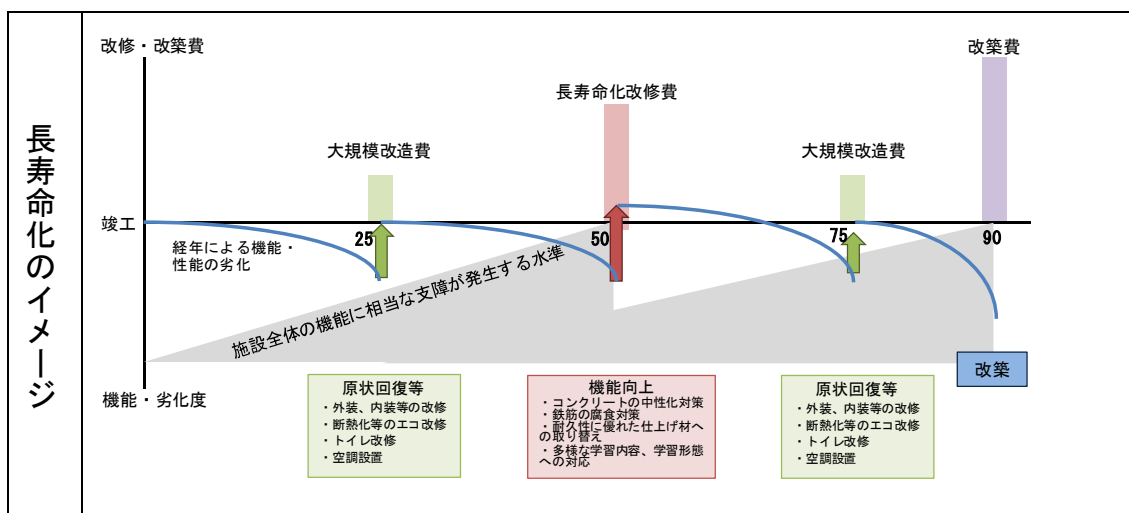 長寿命化のイメージ
改修・改築費
改築費
長寿命化改修費
大規模改造費
大規模改造費
竣工
25
50
75
90
経年による機能・
性能の劣化
施設全体の機能に相当な支障が発生する水準
機能・劣化度
原状回復等
・外装、内装等の改修
・断熱化等のエコ改修
・トイレ改修
・空調設置
機能向上
・コンクリートの中性化対策
・鉄筋の腐食対策
・耐久性に優れた仕上げ材へ
の取り替え
・多様な学習内容、学習形態
への対応
原状回復等
・外装、内装等の改修
・断熱化等のエコ改修
・トイレ改修
・空調設置
改築